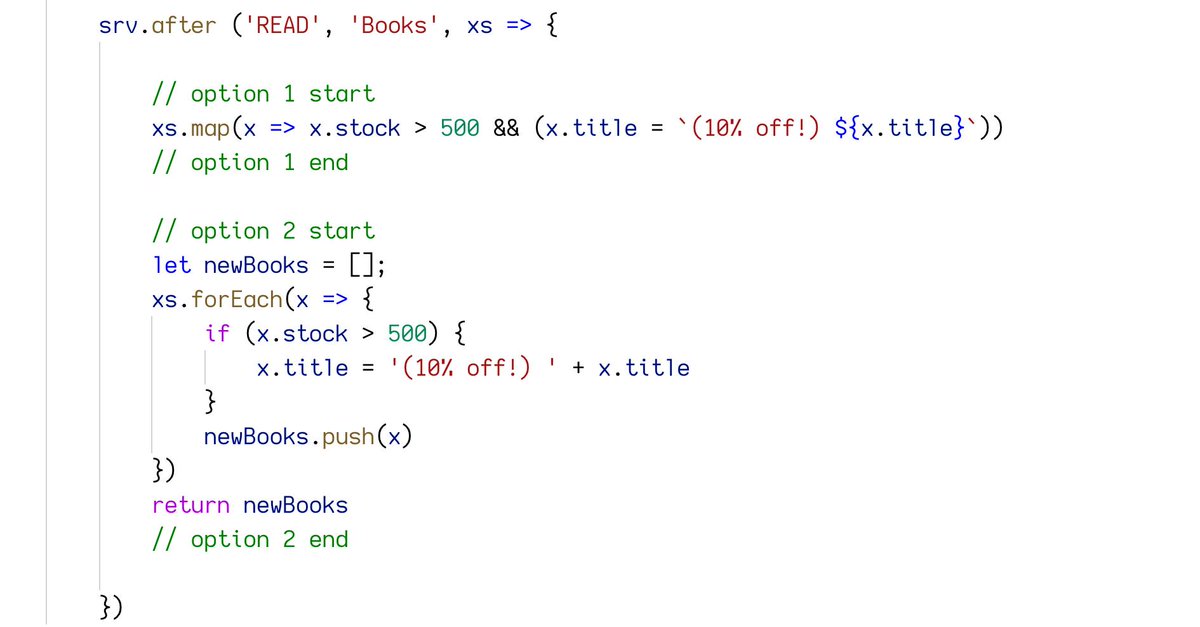 srv.after ('READ', 'Books', xs => {
// option 1 start
xs.map(x => x.stock > 500 && (x.title = `(10% off!) ${x.title}`))
// option 1 end
// option 2 start
let newBooks = [];
xs.forEach(x => {
if (x.stock > 500) {
x.title = '(10% off!) ' + x.title
}
newBooks.push(x)
})
return newBooks
// option 2 end
})